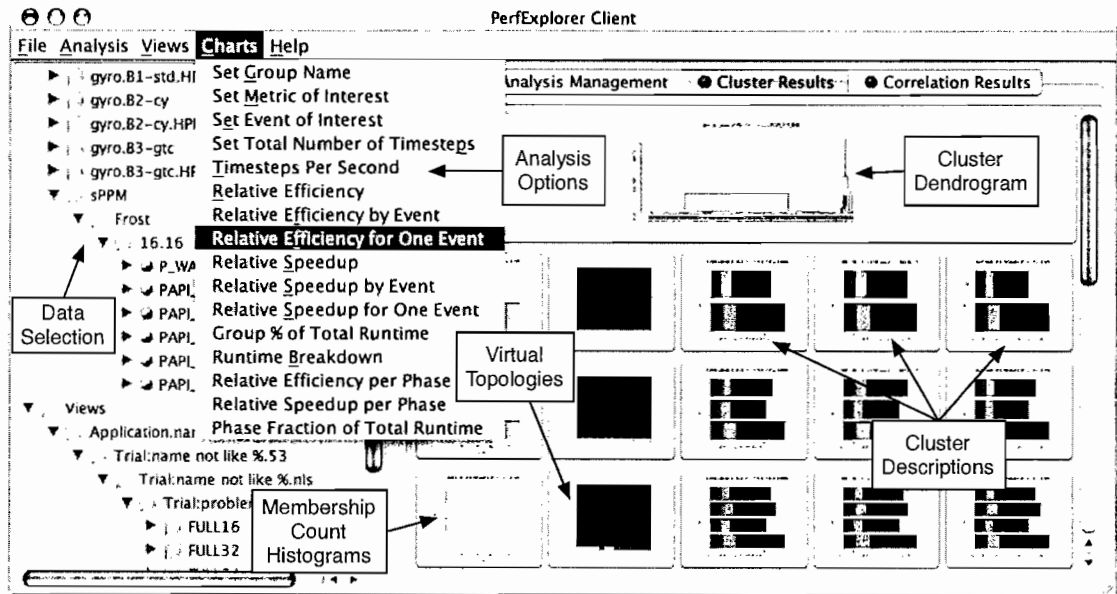 PerfExplorer Client
File Analysis Views Charts Help
gyro.B1-std.HI
gyro.B2-cy
gyro.B2-cy.HPI
gyro.B3-gtc
gyro.B3-gtc.HF
sPPM
Frost
16.16
P_WA
PAPI_
PAPI_
PAPI_
PAPI_
PAPI_
Views
Application.nar
Trial:name not like %.53
Trial:name not like %.nls
Trial:probler
FULL16
FULL32
Set Group Name
Set Metric of Interest
Set Event of Interest
Set Total Number of Timesteps
Timesteps Per Second
Relative Efficiency
Relative Efficiency by Event
Relative Efficiency for One Event
Relative Speedup
Relative Speedup by Event
Relative Speedup for One Event
Group % of Total Runtime
Runtime Breakdown
Relative Efficiency per Phase
Relative Speedup per Phase
Phase Fraction of Total Runtime
Analysis Management Cluster Results Correlation Results
Analysis
Options
Cluster
Dendrogram
Data
Selection
Virtual
Topologies
Cluster
Descriptions
Membership
Count
Histograms